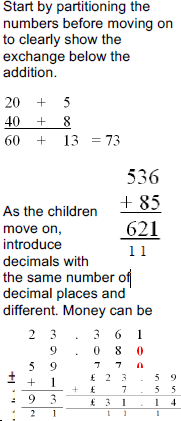 Start by partitioning the
numbers before moving on
to clearly show the
exchange below the
addition.
20 + 5
40 + 8
60 + 13 = 73
536
+ 85
621
1 1
As the children
move on,
introduce
decimals with
the same number of
decimal places and
different. Money can be
2 3 . 3 6 1
9 . 0 8 0
5 9 7 7 0
+ 1
9 3
2 1
£ 2 3 . 5 9
+ £ 7 . 5 5
£ 3 1 . 1 4
1 1 1